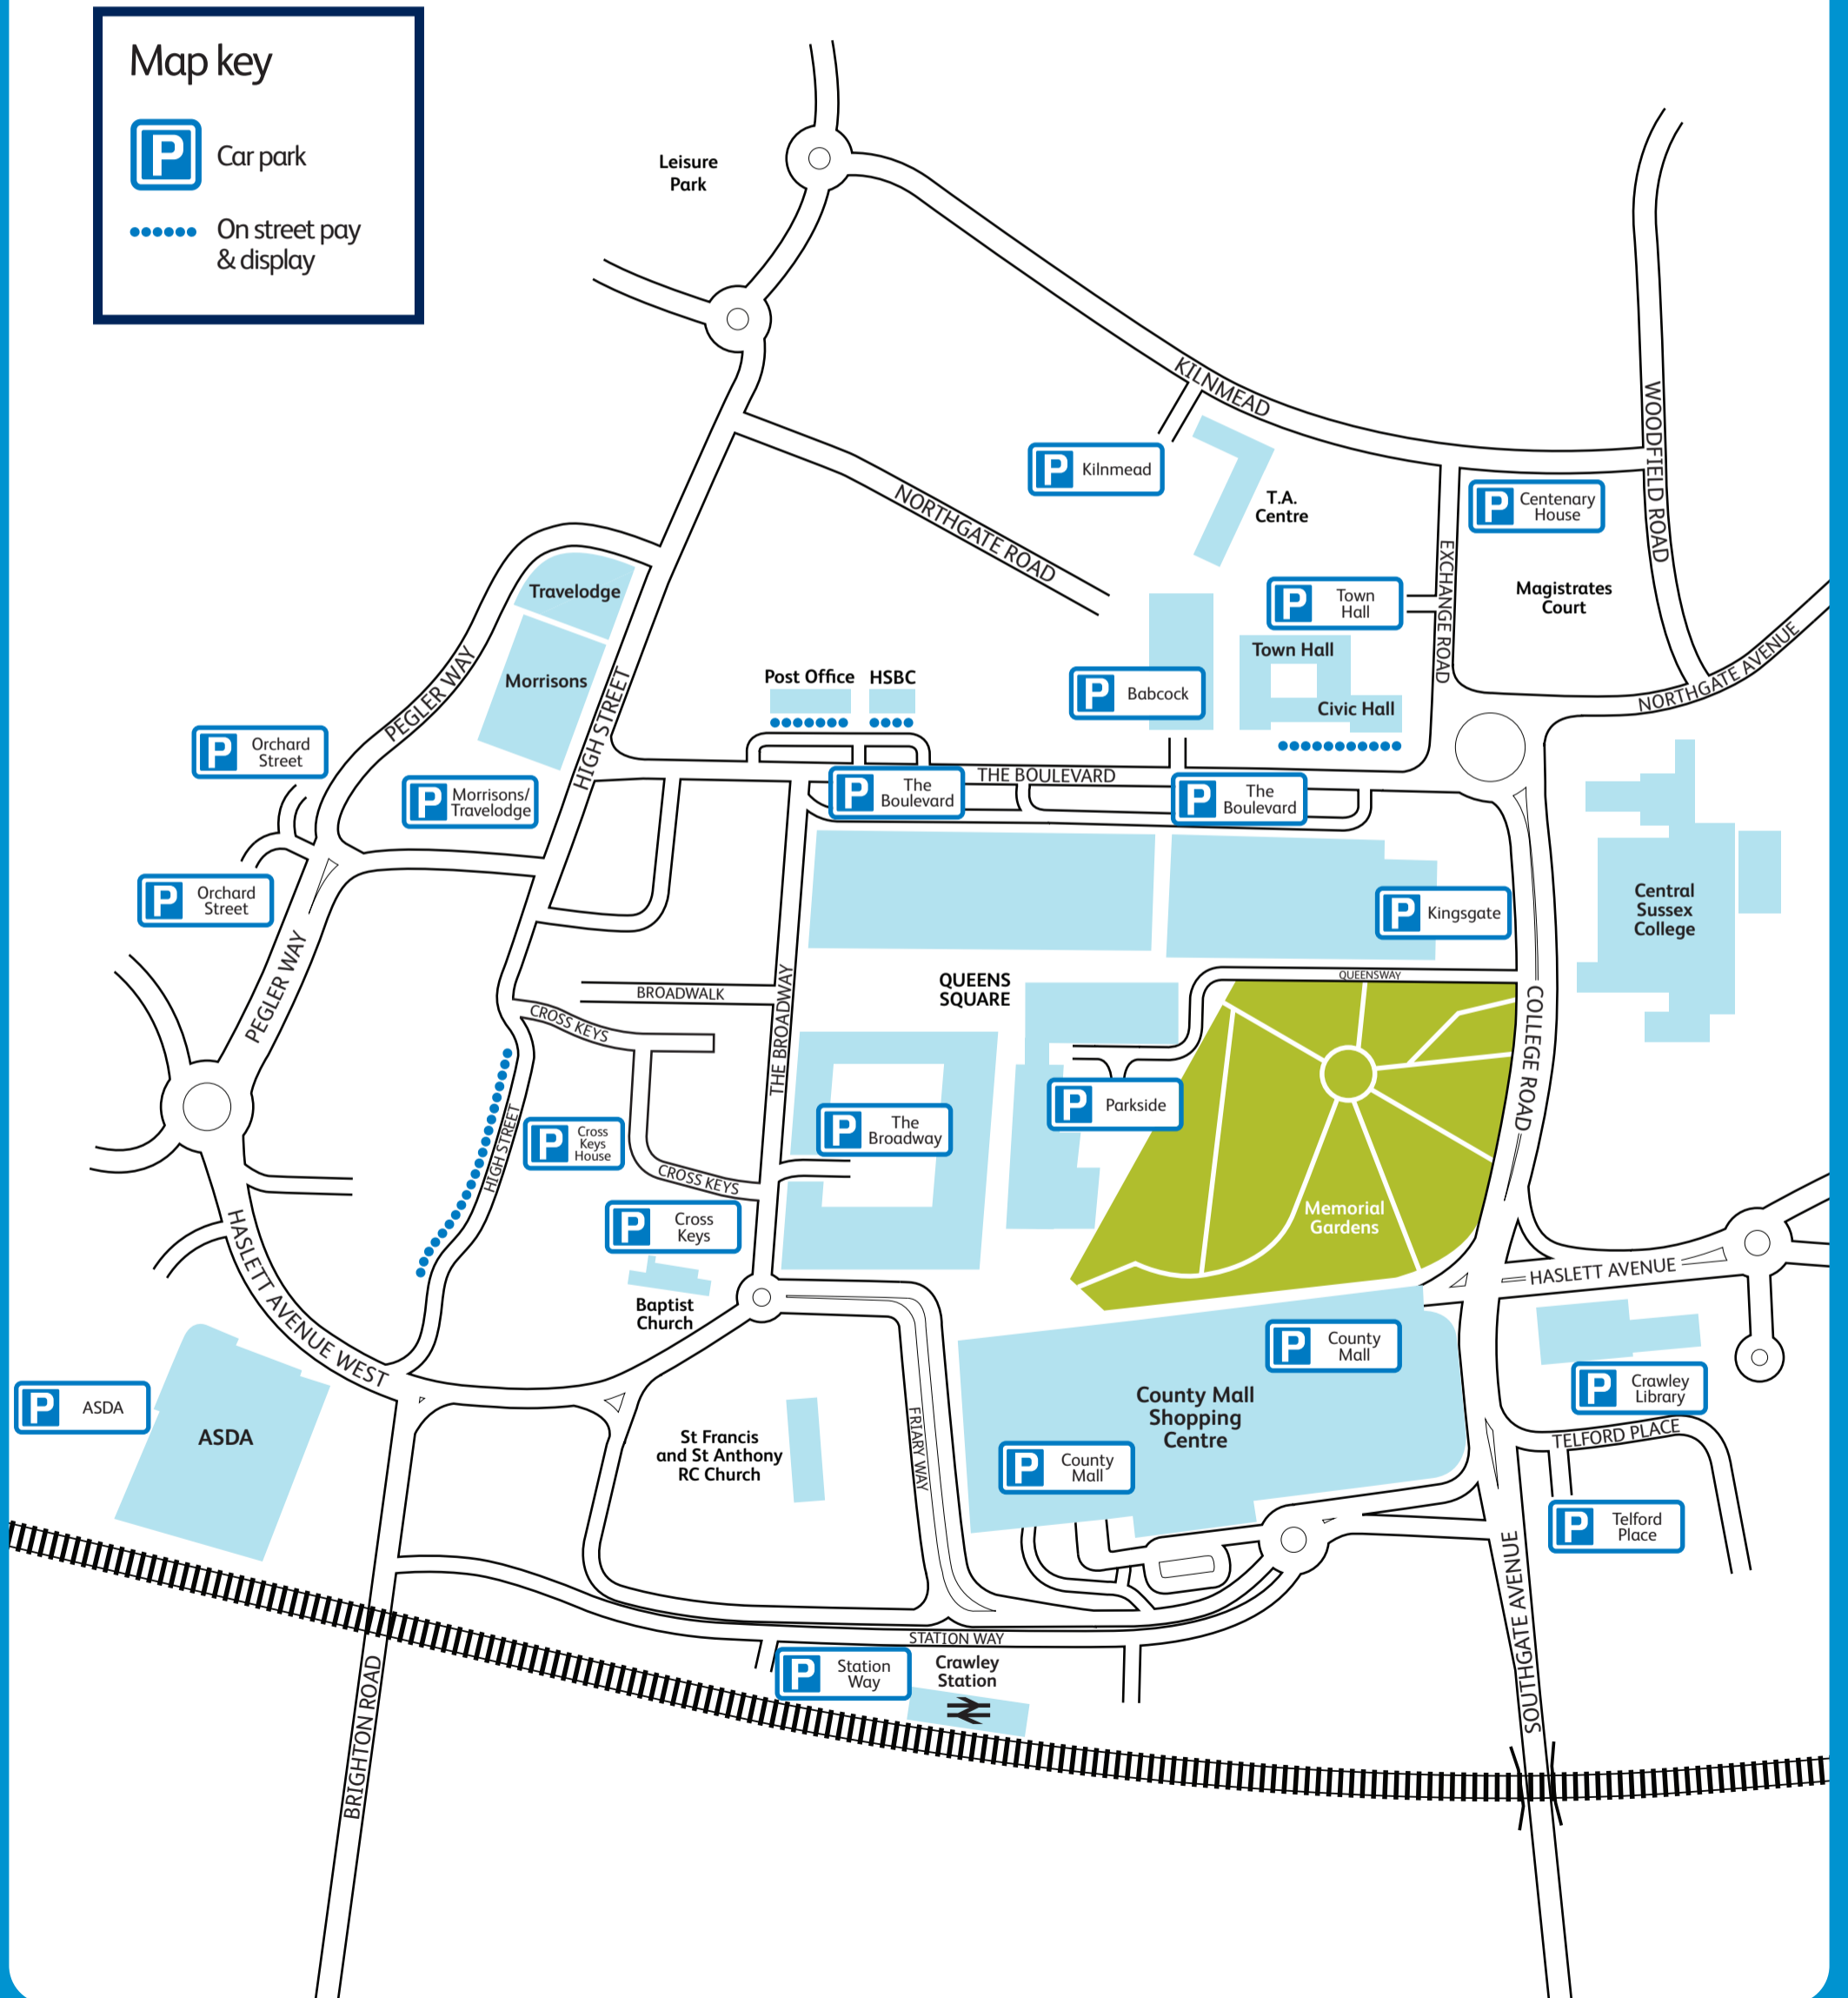 Map key
P
Car park
On street pay
& display
Leisure
Park
KILNMEAD
WOODFIELD ROAD
P
Kilnmead
T.A.
Centre
P
Centenary
House
NORTHGATE ROAD
EXCHANGE ROAD
Magistrates
Court
Travelodge
P
Town
Hall
NORTHGATE AVENUE
Town Hall
Morrisons
PEGLER WAY
HIGH STREET
Post Office
HSBC
P
Babcock
Civic Hall
P
Orchard
Street
THE BOULEVARD
P
Morrisons/
Travelodge
P
The
Boulevard
P
The
Boulevard
P
Orchard
Street
P
Kingsgate
Central
Sussex
College
PEGLER WAY
BROADWALK
THE BROADWAY
QUEENS
SQUARE
QUEENSWAY
CROSS KEYS
COLLEGE ROAD
HIGH STREET
P
Cross
Keys
House
P
The
Broadway
P
Parkside
CROSS KEYS
P
Cross
Keys
Memorial
Gardens
HASLETT AVENUE WEST
HASLETT AVENUE
Baptist
Church
P
County
Mall
P
ASDA
ASDA
County Mall
Shopping
Centre
P
Crawley
Library
St Francis
and St Anthony
RC Church
FRIARY WAY
TELFORD PLACE
P
County
Mall
P
Telford
Place
SOUTHGATE AVENUE
STATION WAY
P
Station
Way
Crawley
Station
BRIGHTON ROAD